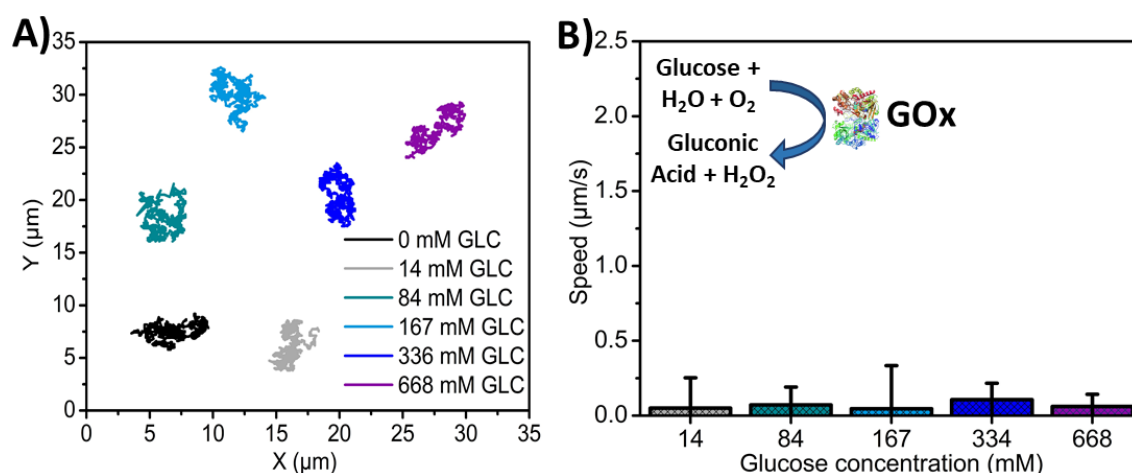 A)
35
30
25
20
15
10
5
0
Y (μm)
0 mM GLC
14 mM GLC
84 mM GLC
167 mM GLC
336 mM GLC
668 mM GLC
0 5 10 15 20 25 30 35
X (μm)
B)
2.5
2.0
1.5
1.0
0.5
0.0
Speed (μm/s)
Glucose +
H₂O + O₂
GOx
Gluconic
Acid + H₂O₂
14 84 167 334 668
Glucose concentration (mM)